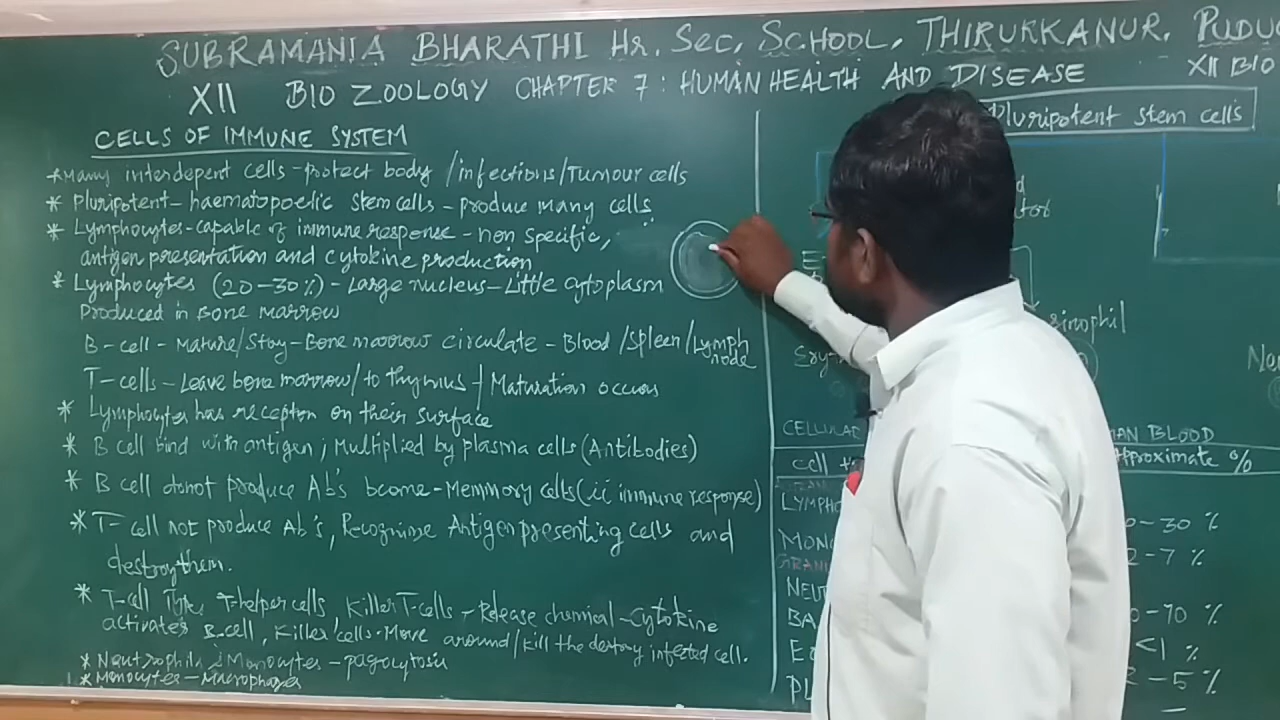 SUBRAMANIA BHARATHI Hr. Sec. SCHOOL, THIRUKKANUR, PUDU
XII BIO ZOOLOGY CHAPTER 7 : HUMAN HEALTH AND DISEASE
XII BIO
CELLS OF IMMUNE SYSTEM
*Many interdepent cells - protect body /infections/Tumour cells
* Pluripotent - haematopoetic stem cells - produce many cells
* Lymphocytes - capable of immune response - non specific,
antigen presentation and cytokine production
* Lymphocytes (20-30%) - Large nucleus - Little cytoplasm
Produced in Bone marrow
B-cell - Mature/Stay - Bone marrow circulate - Blood /Spleen/Lymph
node
T-cells - Leave bone marrow/to thymus / Maturation occurs
* Lymphocytes has receptron on their surface
* B cell bind with antigen; Multiplied by plasma cells (Antibodies)
* B cell donot produce Ab's bcome - Memmory cells (ii immune response)
* T-cell not produce Ab's, Recognise Antigen presenting cells and
destroy them.
* T-cell Types T-helper cells, Killer T-cells - Release chemical - Cytokine
activates B.cell, Killer cells. Move around/kill the destory infected cell.
* Neutrophils & Monocytes - pagocytosis
* Monocytes - Macrophages
Pluripotent stem cells
sinophil
Ery
CELLULAR
MAN BLOOD
Cell
Approximate %
LYMPHO
0-30 %
MONO
2-7 %
GRANU
NEUT
0-70 %
BA
<1 %
2-5 %
PL